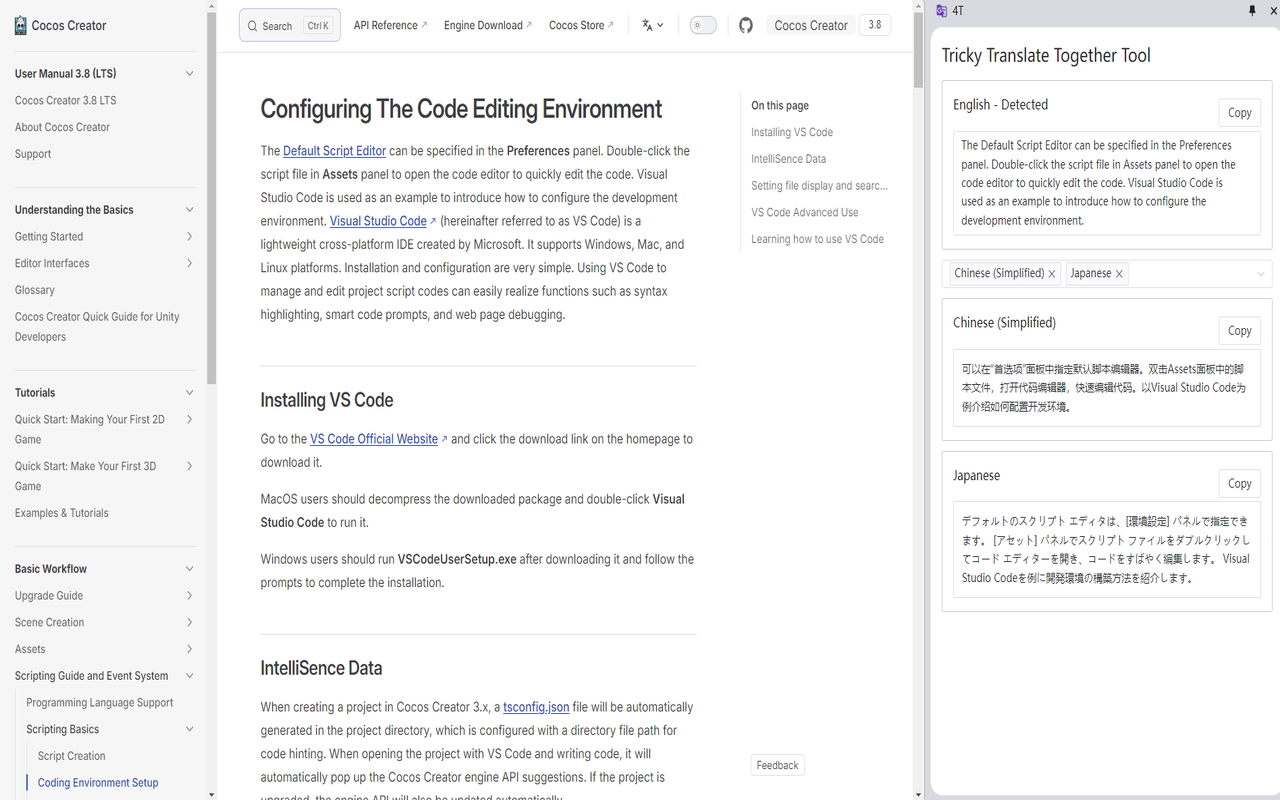 Cocos Creator
User Manual 3.8 (LTS)
Cocos Creator 3.8 LTS
About Cocos Creator
Support
Understanding the Basics
Getting Started
Editor Interfaces
Glossary
Cocos Creator Quick Guide for Unity
Developers
Tutorials
Quick Start: Making Your First 2D
Game
Quick Start: Make Your First 3D
Game
Examples & Tutorials
Basic Workflow
Upgrade Guide
Scene Creation
Assets
Scripting Guide and Event System
Programming Language Support
Scripting Basics
Script Creation
Coding Environment Setup
Search Ctrl K API Reference Engine Download Cocos Store Cocos Creator 3.8
Configuring The Code Editing Environment
The Default Script Editor can be specified in the Preferences panel. Double-click the
script file in Assets panel to open the code editor to quickly edit the code. Visual
Studio Code is used as an example to introduce how to configure the development
environment. Visual Studio Code (hereinafter referred to as VS Code) is a
lightweight cross-platform IDE created by Microsoft. It supports Windows, Mac, and
Linux platforms. Installation and configuration are very simple. Using VS Code to
manage and edit project script codes can easily realize functions such as syntax
highlighting, smart code prompts, and web page debugging.
Installing VS Code
Go to the VS Code Official Website and click the download link on the homepage to
download it.
MacOS users should decompress the downloaded package and double-click Visual
Studio Code to run it.
Windows users should run VSCodeUserSetup.exe after downloading it and follow the
prompts to complete the installation.
IntelliSence Data
When creating a project in Cocos Creator 3.x, a tsconfig.json file will be automatically
generated in the project directory, which is configured with a directory file path for
code hinting. When opening the project with VS Code and writing code, it will
automatically pop up the Cocos Creator engine API suggestions. If the project is
upgraded, the engine API will also be updated automatically.
On this page
Installing VS Code
IntelliSence Data
Setting file display and searc...
VS Code Advanced Use
Learning how to use VS Code
Feedback
4T
Tricky Translate Together Tool
English - Detected
Copy
The Default Script Editor can be specified in the Preferences
panel. Double-click the script file in Assets panel to open the
code editor to quickly edit the code. Visual Studio Code is
used as an example to introduce how to configure the
development environment.
Chinese (Simplified) Japanese
Chinese (Simplified)
Copy
可以在“首选项”面板中指定默认脚本编辑器。双击Assets面板中的脚
本文件，打开代码编辑器，快速编辑代码。以Visual Studio Code为
例介绍如何配置开发环境。
Japanese
Copy
デフォルトのスクリプト エディタは、[環境設定] パネルで指定でき
ます。 [アセット] パネルでスクリプト ファイルをダブルクリックし
てコード エディターを開き、コードをすばやく編集します。 Visual
Studio Codeを例に開発環境の構築方法を紹介します。